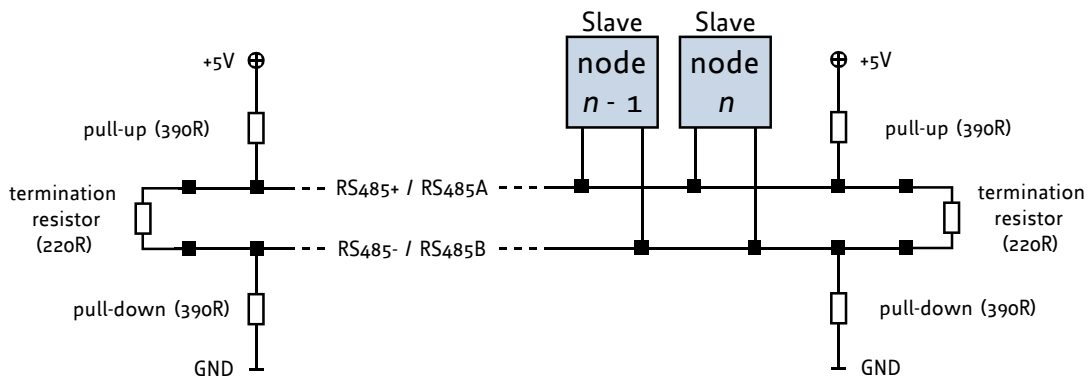 Slave Slave
node node
n - 1 n
+5V +5V
pull-up (390R) pull-up (390R)
termination
resistor
(220R)
RS485+ / RS485A
RS485- / RS485B
termination
resistor
(220R)
pull-down (390R) pull-down (390R)
GND GND